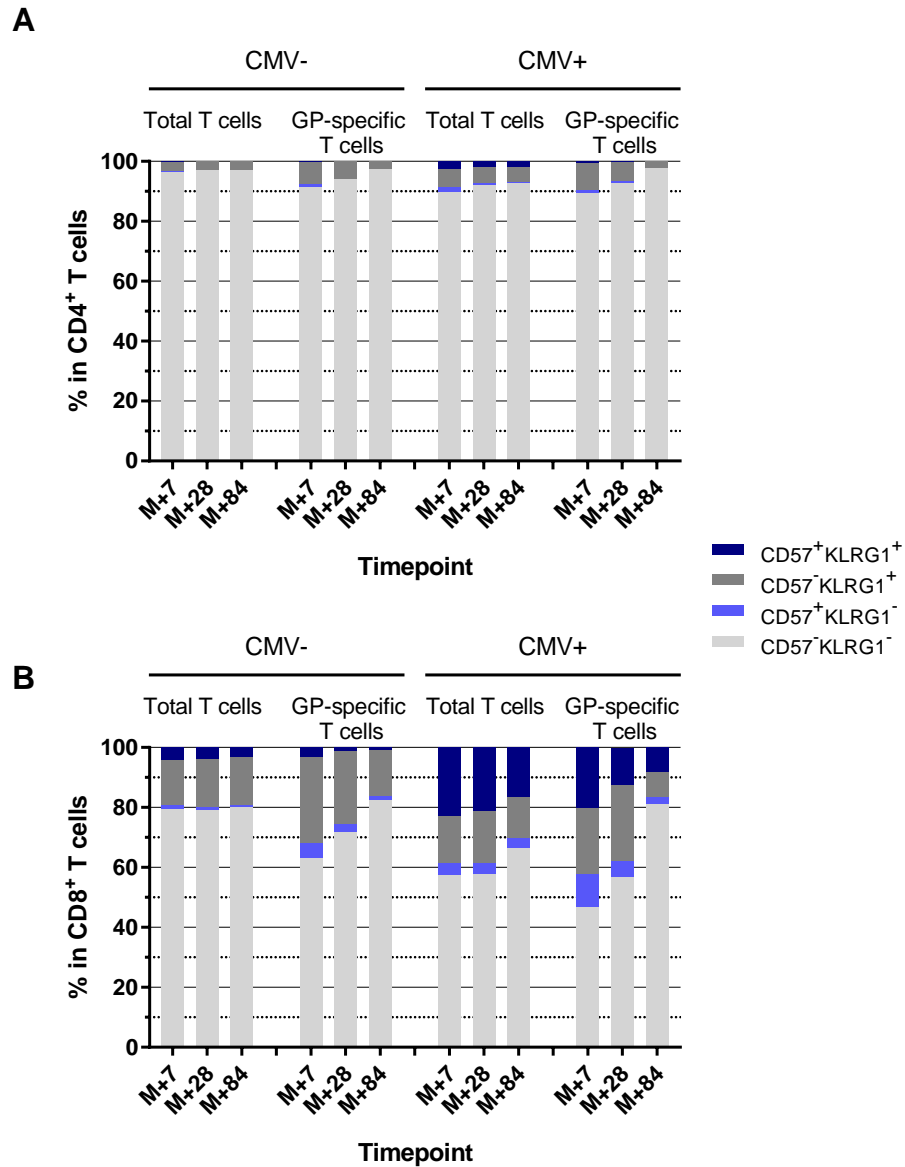 A
CMV- CMV+
Total T cells GP-specific T cells Total T cells GP-specific T cells
100
80
60
40
20
0
% in CD4+ T cells
M+7 M+28 M+84 M+7 M+28 M+84 M+7 M+28 M+84 M+7 M+28 M+84
Timepoint
CD57+KLRG1+
CD57-KLRG1+
CD57+KLRG1-
CD57-KLRG1-
B
CMV- CMV+
Total T cells GP-specific T cells Total T cells GP-specific T cells
100
80
60
40
20
0
% in CD8+ T cells
M+7 M+28 M+84 M+7 M+28 M+84 M+7 M+28 M+84 M+7 M+28 M+84
Timepoint